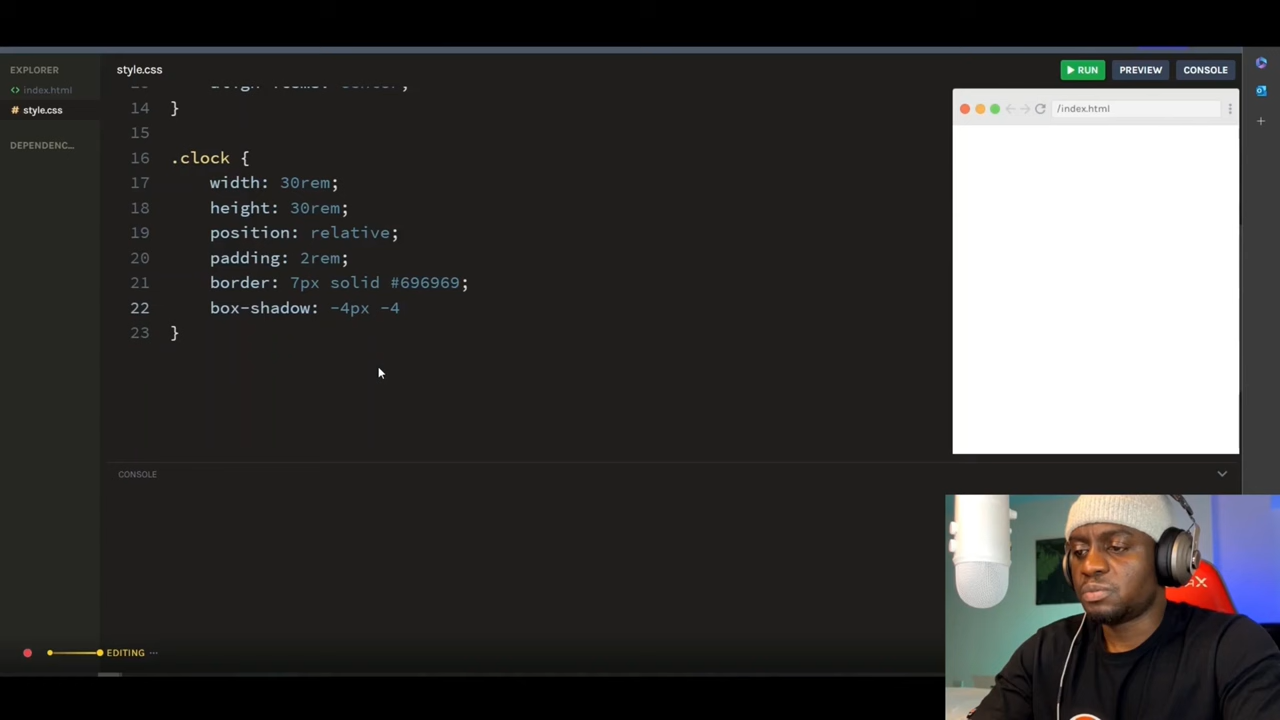 EXPLORER
index.html
# style.css
DEPENDENC...
style.css
RUN
PREVIEW
CONSOLE
/index.html
14 }
15
16 .clock {
17 width: 30rem;
18 height: 30rem;
19 position: relative;
20 padding: 2rem;
21 border: 7px solid #696969;
22 box-shadow: -4px -4
23 }
CONSOLE
EDITING ...